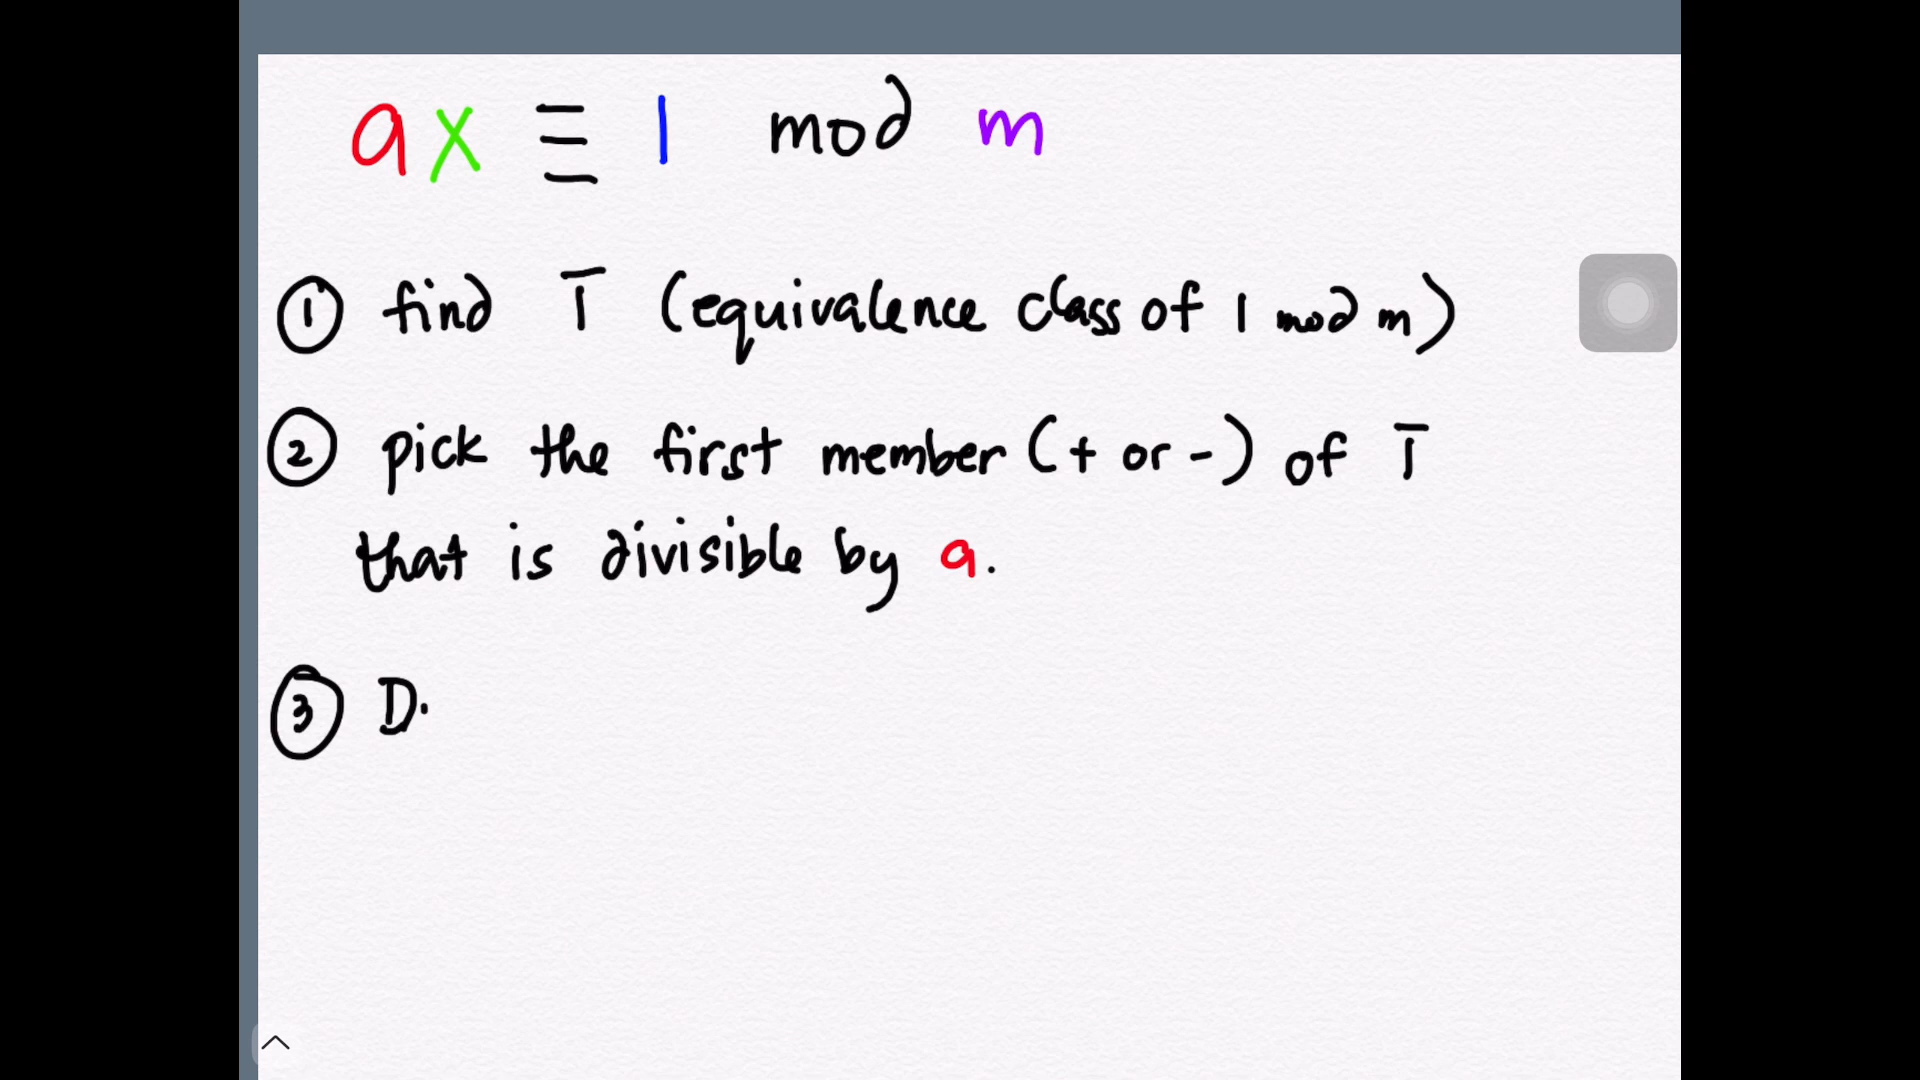 ax ≡ 1 mod m
① find 1̅ (equivalence class of 1 mod m)
② pick the first member (+ or -) of 1̅
that is divisible by a.
③ D.